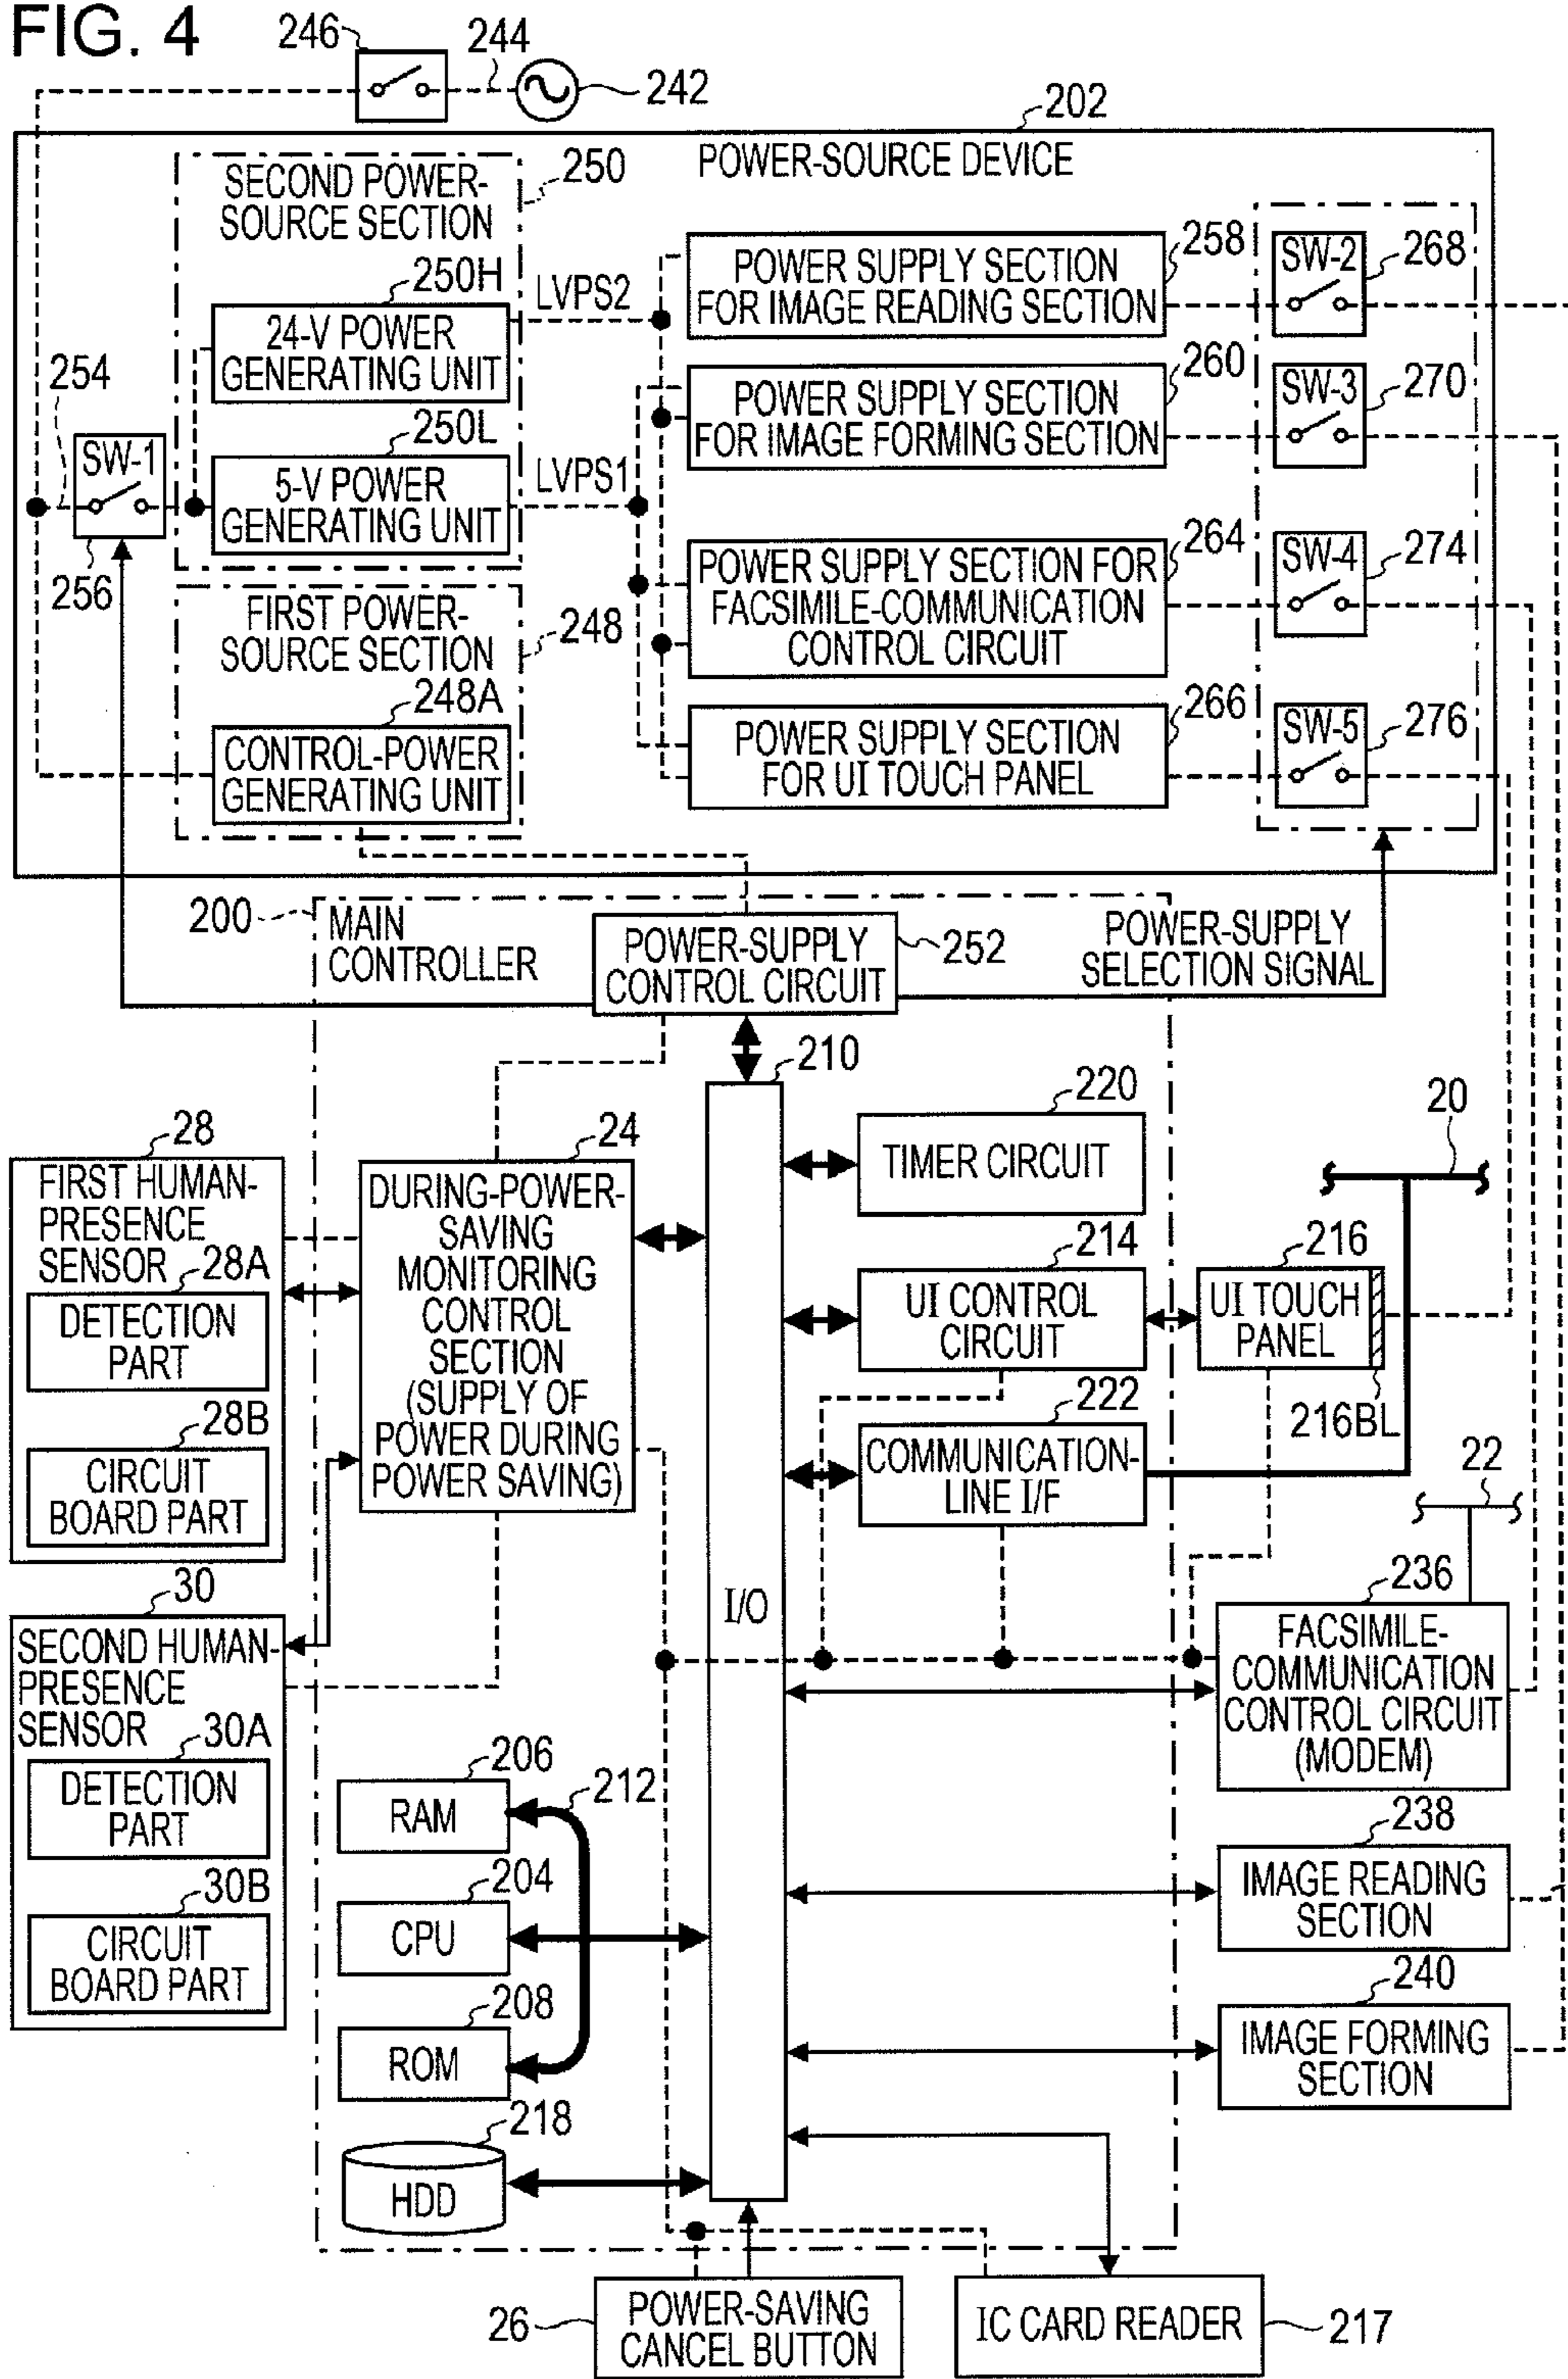 FIG. 4
246
244
242
202
POWER-SOURCE DEVICE
SECOND POWER-
SOURCE SECTION
250
250H
24-V POWER
GENERATING UNIT
LVPS2
254
SW-1
256
250L
5-V POWER
GENERATING UNIT
LVPS1
FIRST POWER-
SOURCE SECTION
248
248A
CONTROL-POWER
GENERATING UNIT
POWER SUPPLY SECTION
FOR IMAGE READING SECTION
258
SW-2
268
POWER SUPPLY SECTION
FOR IMAGE FORMING SECTION
260
SW-3
270
POWER SUPPLY SECTION FOR
FACSIMILE-COMMUNICATION
CONTROL CIRCUIT
264
SW-4
274
POWER SUPPLY SECTION
FOR UI TOUCH PANEL
266
SW-5
276
200
MAIN
CONTROLLER
POWER-SUPPLY
CONTROL CIRCUIT
252
POWER-SUPPLY
SELECTION SIGNAL
210
I/O
28
FIRST HUMAN-
PRESENCE
SENSOR
28A
DETECTION
PART
28B
CIRCUIT
BOARD PART
24
DURING-POWER-
SAVING
MONITORING
CONTROL
SECTION
(SUPPLY OF
POWER DURING
POWER SAVING)
220
TIMER CIRCUIT
214
UI CONTROL
CIRCUIT
216
UI TOUCH
PANEL
216BL
20
222
COMMUNICATION-
LINE I/F
22
30
SECOND HUMAN-
PRESENCE
SENSOR
30A
DETECTION
PART
30B
CIRCUIT
BOARD PART
236
FACSIMILE-
COMMUNICATION
CONTROL CIRCUIT
(MODEM)
206
RAM
212
204
CPU
208
ROM
218
HDD
238
IMAGE READING
SECTION
240
IMAGE FORMING
SECTION
26
POWER-SAVING
CANCEL BUTTON
IC CARD READER
217